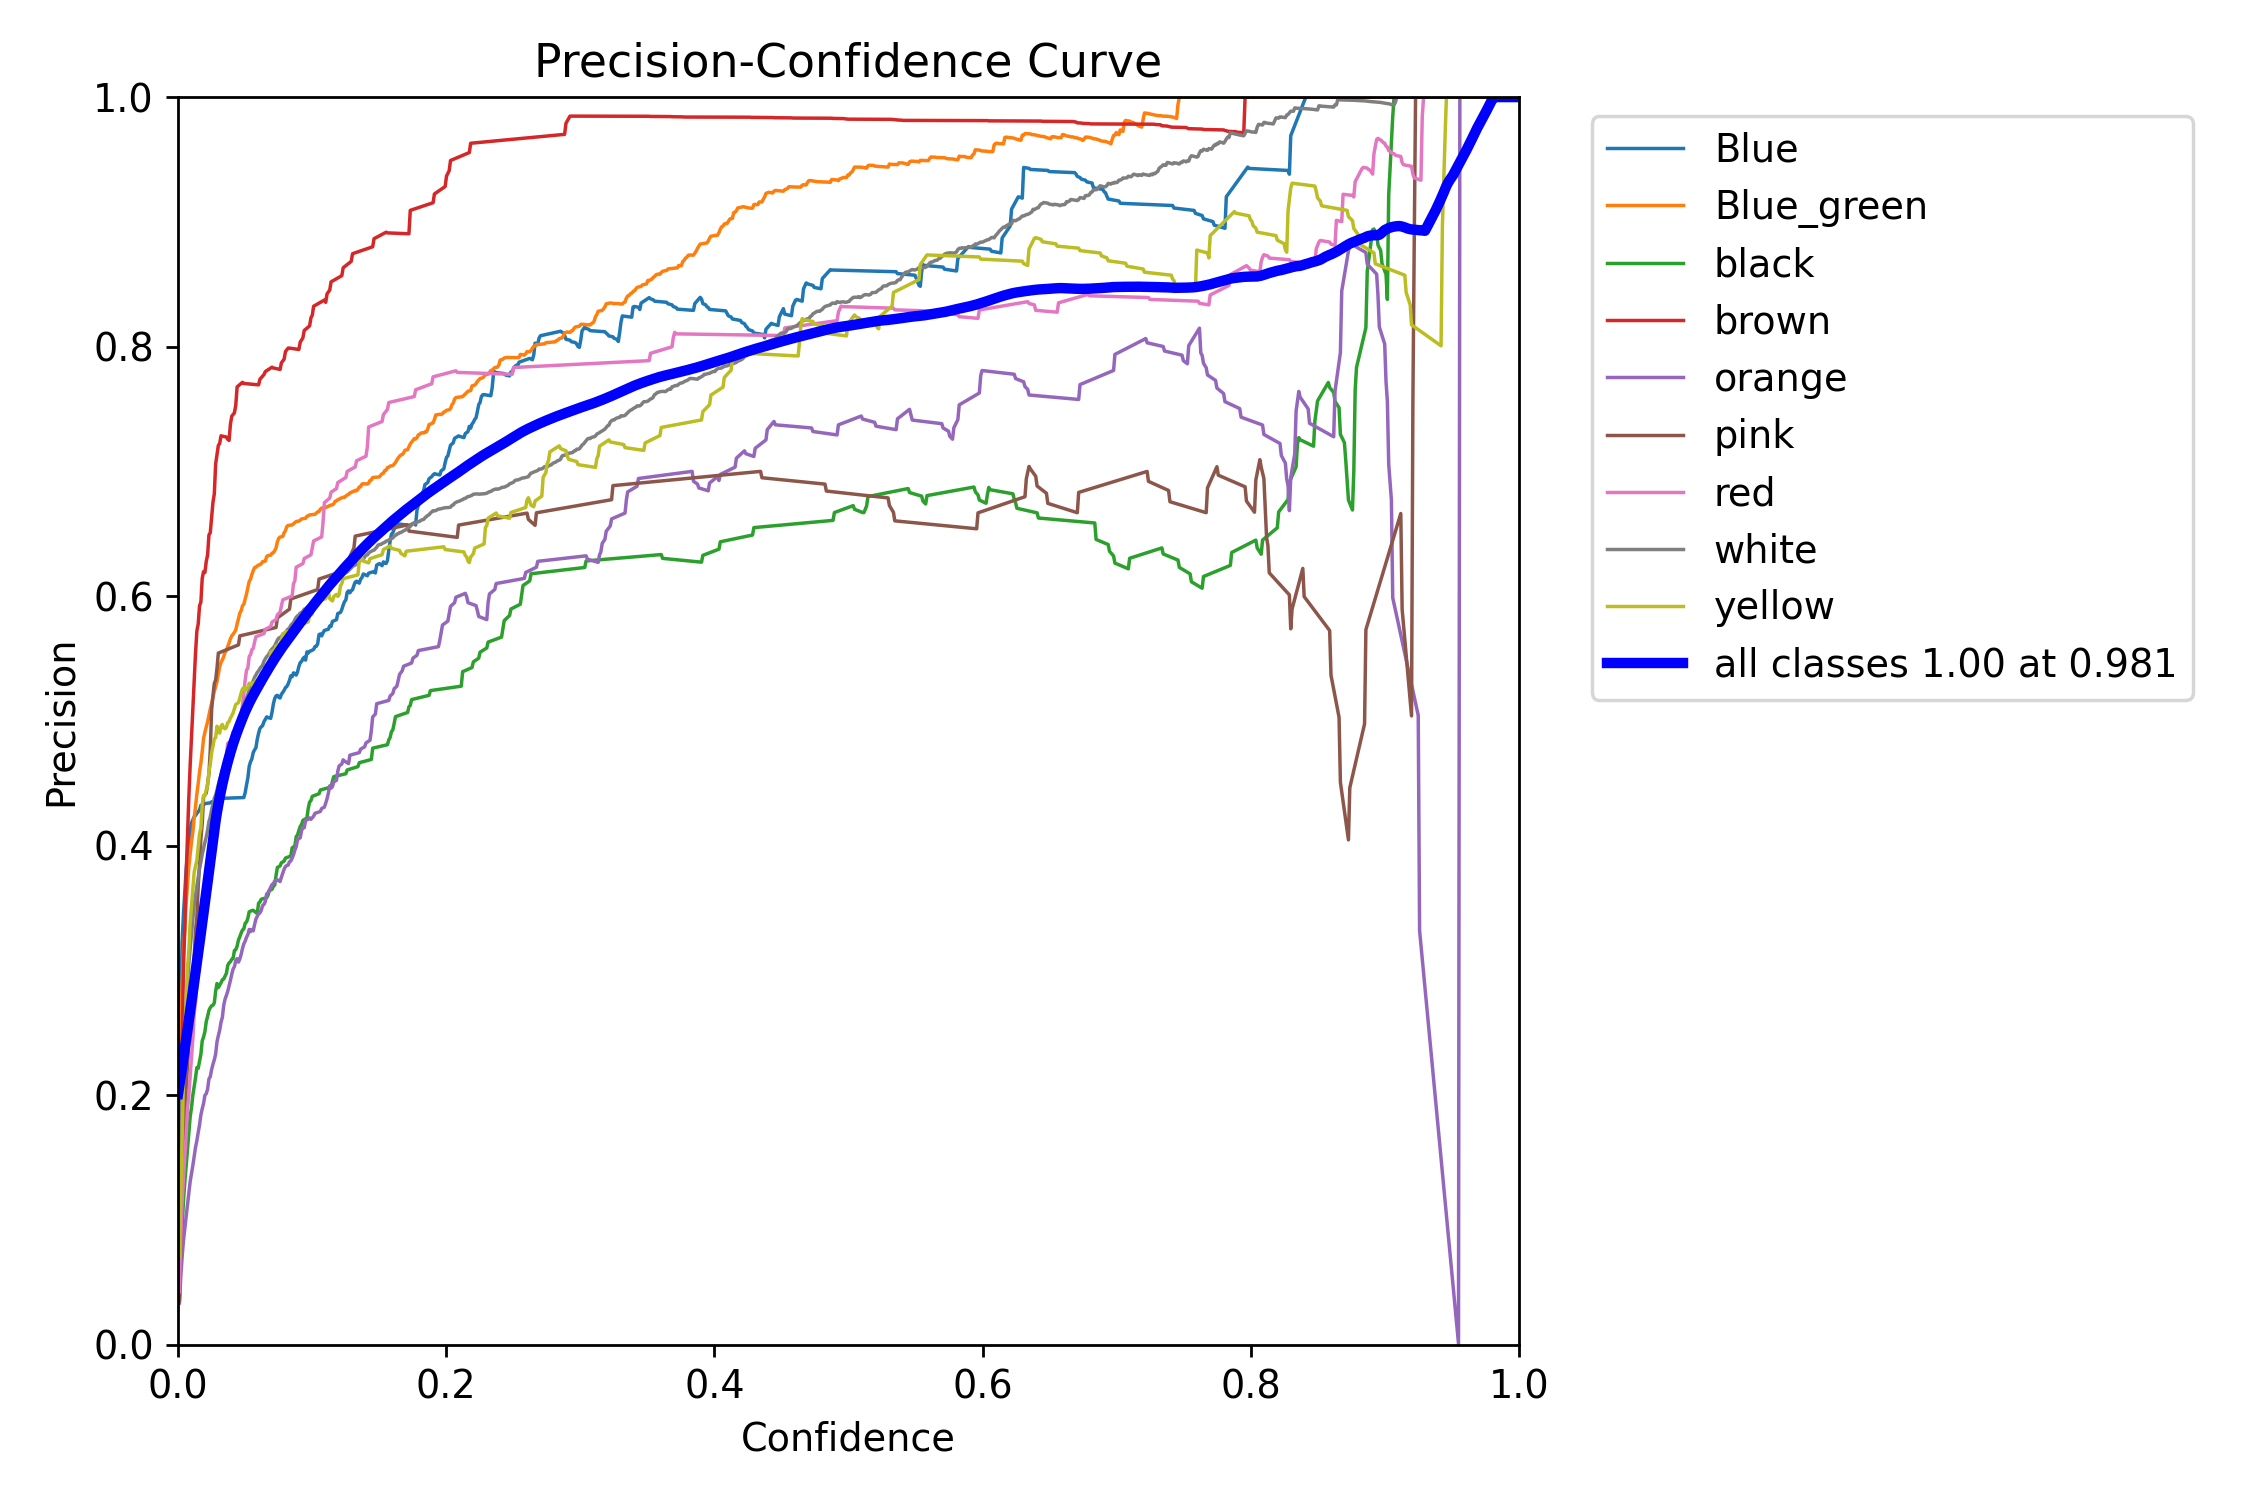 Precision-Confidence Curve
1.0
0.8
0.6
0.4
0.2
0.0
Precision
0.0 0.2 0.4 0.6 0.8 1.0
Confidence
Blue
Blue_green
black
brown
orange
pink
red
white
yellow
all classes 1.00 at 0.981